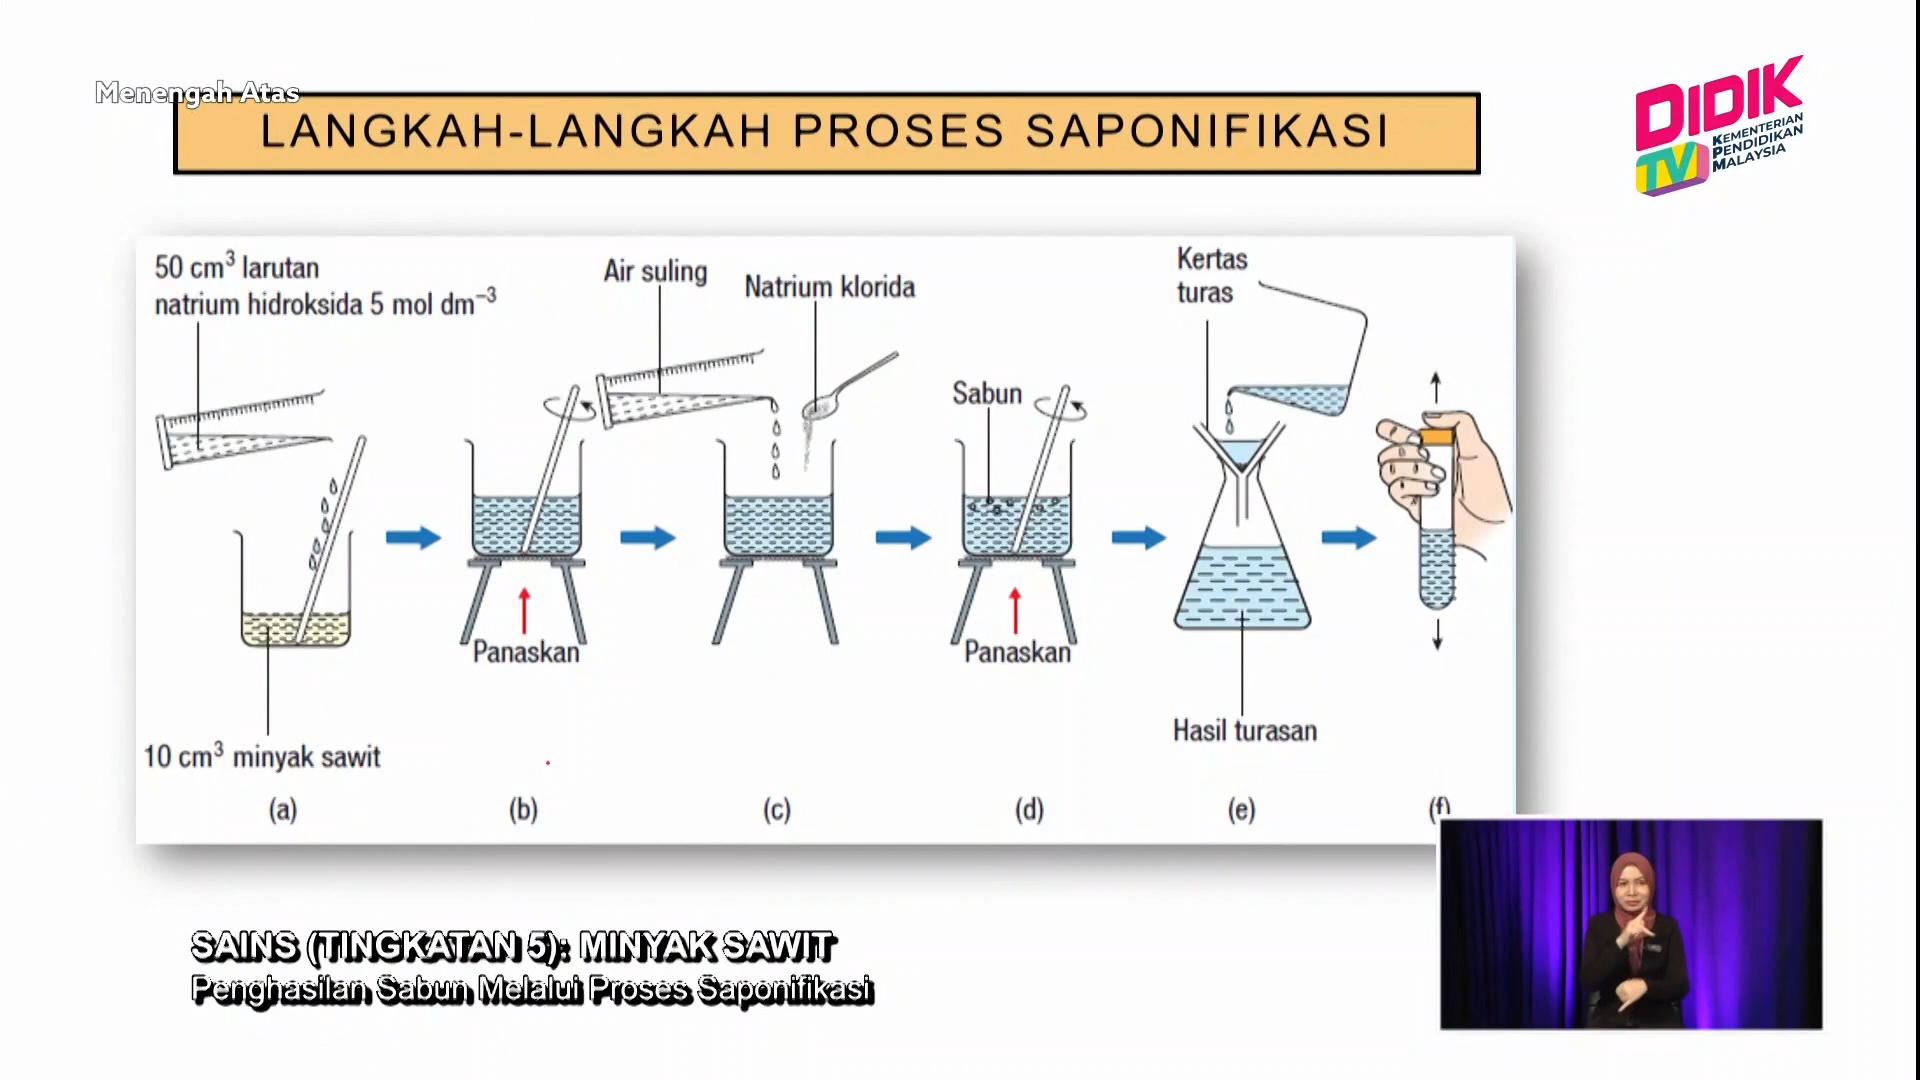 Menengah Atas
LANGKAH-LANGKAH PROSES SAPONIFIKASI
DIDIK
TV
KEMENTERIAN
PENDIDIKAN
MALAYSIA
50 cm³ larutan
natrium hidroksida 5 mol dm⁻³
Air suling
Natrium klorida
Kertas
turas
Sabun
Panaskan
Panaskan
Hasil turasan
10 cm³ minyak sawit
(a)
(b)
(c)
(d)
(e)
(f)
SAINS (TINGKATAN 5): MINYAK SAWIT
Penghasilan Sabun Melalui Proses Saponifikasi